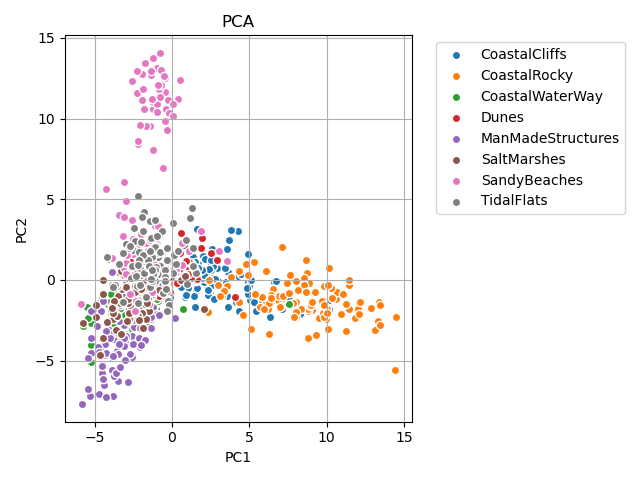 PCA
15
10
5
0
−5
−5
0
5
10
15
PC1
PC2
CoastalCliffs
CoastalRocky
CoastalWaterWay
Dunes
ManMadeStructures
SaltMarshes
SandyBeaches
TidalFlats